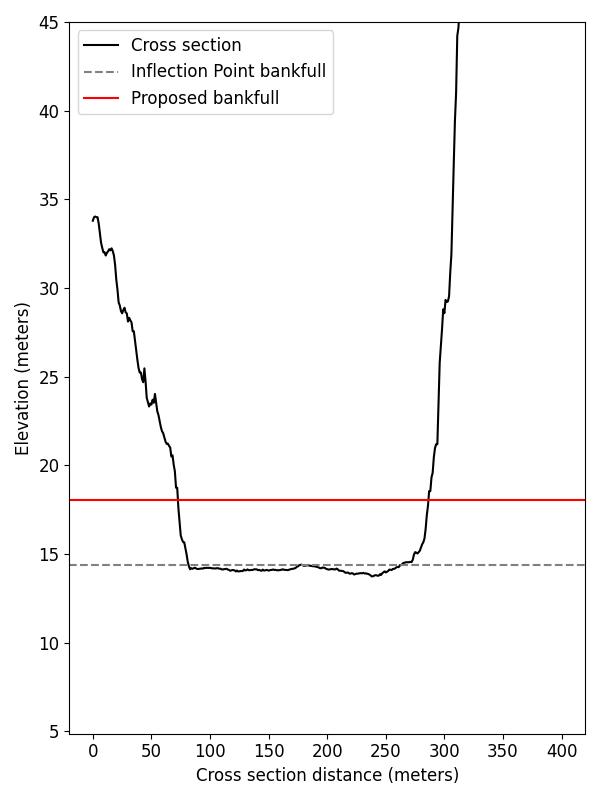 Cross section
Inflection Point bankfull
Proposed bankfull
45
40
35
30
25
20
15
10
5
Elevation (meters)
0 50 100 150 200 250 300 350 400
Cross section distance (meters)